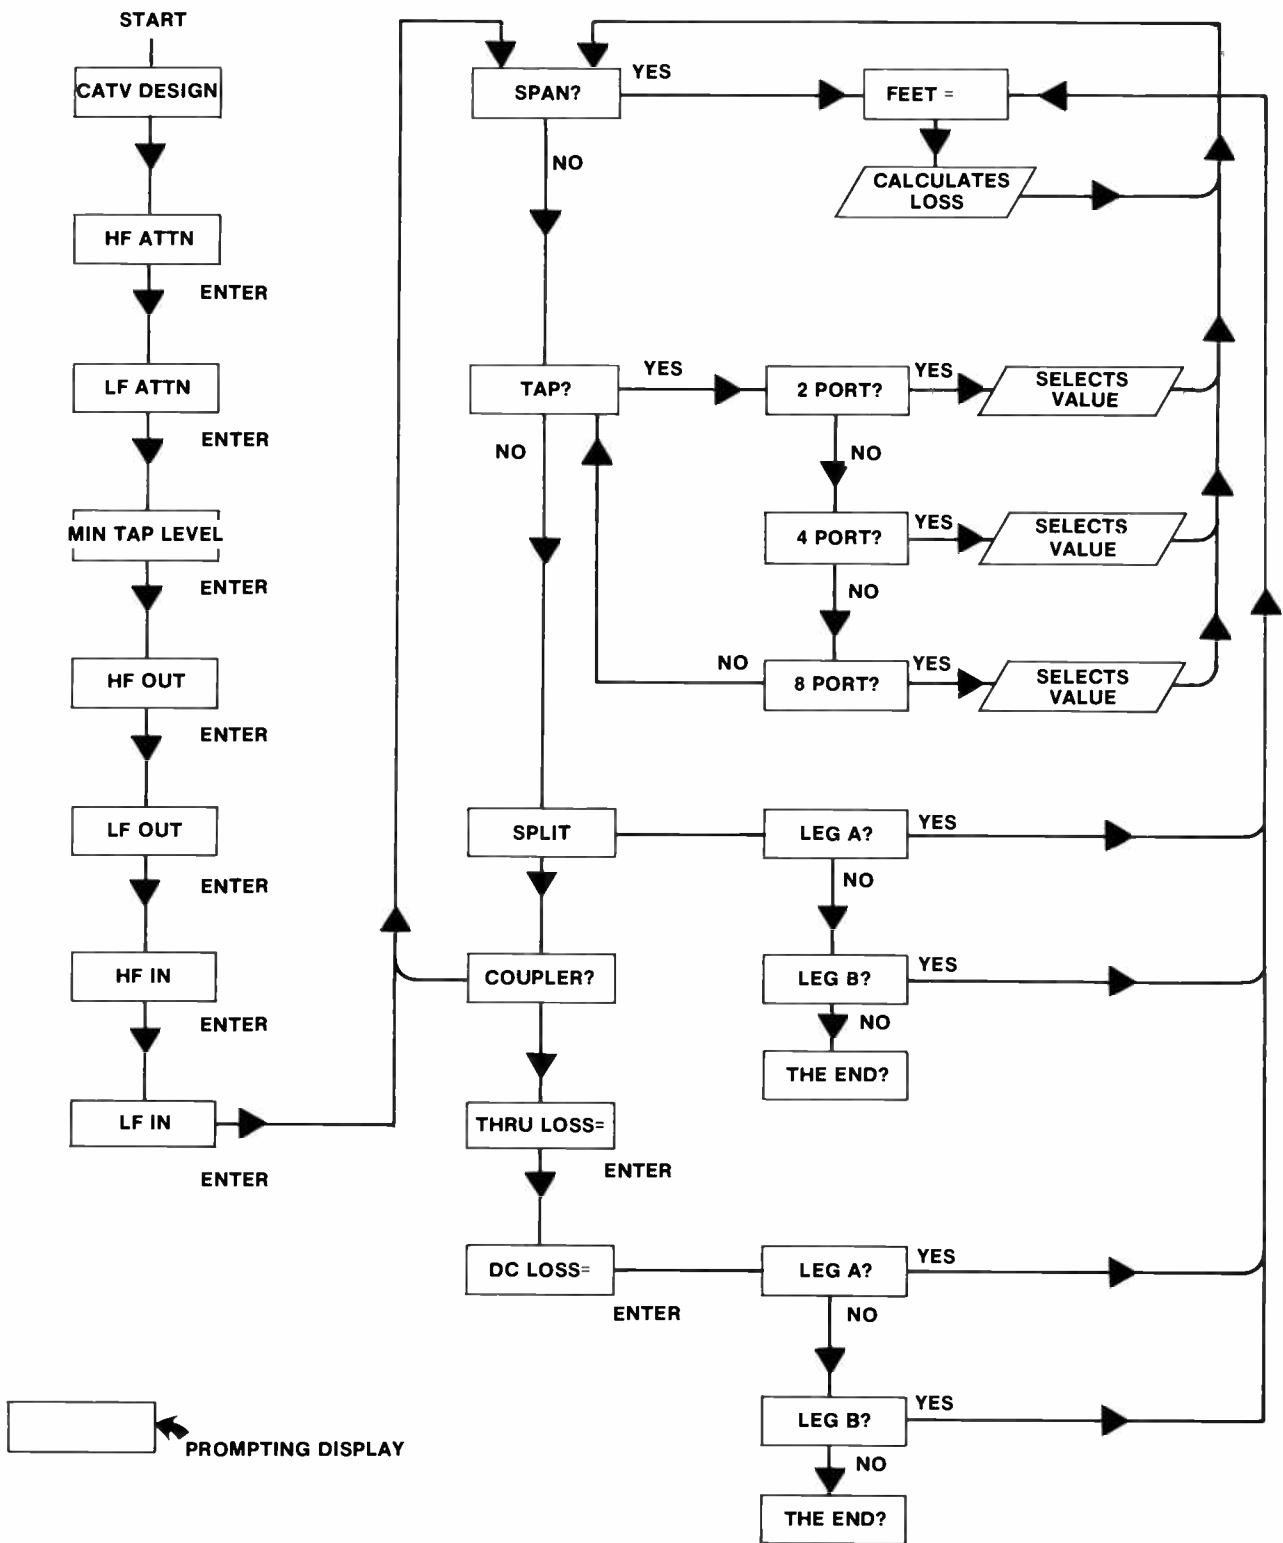 START
CATV DESIGN
HF ATTN
ENTER
LF ATTN
ENTER
MIN TAP LEVEL
ENTER
HF OUT
ENTER
LF OUT
ENTER
HF IN
ENTER
LF IN
ENTER
SPAN?
YES
FEET =
NO
CALCULATES
LOSS
TAP?
YES
2 PORT?
YES
SELECTS
VALUE
NO
NO
4 PORT?
YES
SELECTS
VALUE
NO
NO
8 PORT?
YES
SELECTS
VALUE
SPLIT
LEG A?
YES
NO
COUPLER?
LEG B?
YES
NO
THE END?
THRU LOSS=
ENTER
DC LOSS=
ENTER
LEG A?
YES
NO
LEG B?
YES
NO
THE END?
PROMPTING DISPLAY